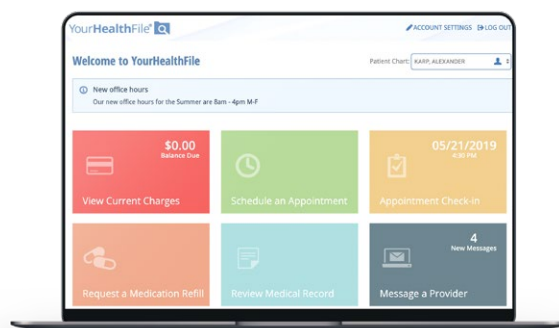 YourHealthFile
ACCOUNT SETTINGS LOG OUT
Welcome to YourHealthFile
Patient Chart: KARP, ALEXANDER
New office hours
Our new office hours for the Summer are 8am - 4pm M-F
$0.00
Balance Due
View Current Charges
Schedule an Appointment
05/21/2019
4:30 PM
Appointment Check-in
Request a Medication Refill
Review Medical Record
4
New Messages
Message a Provider